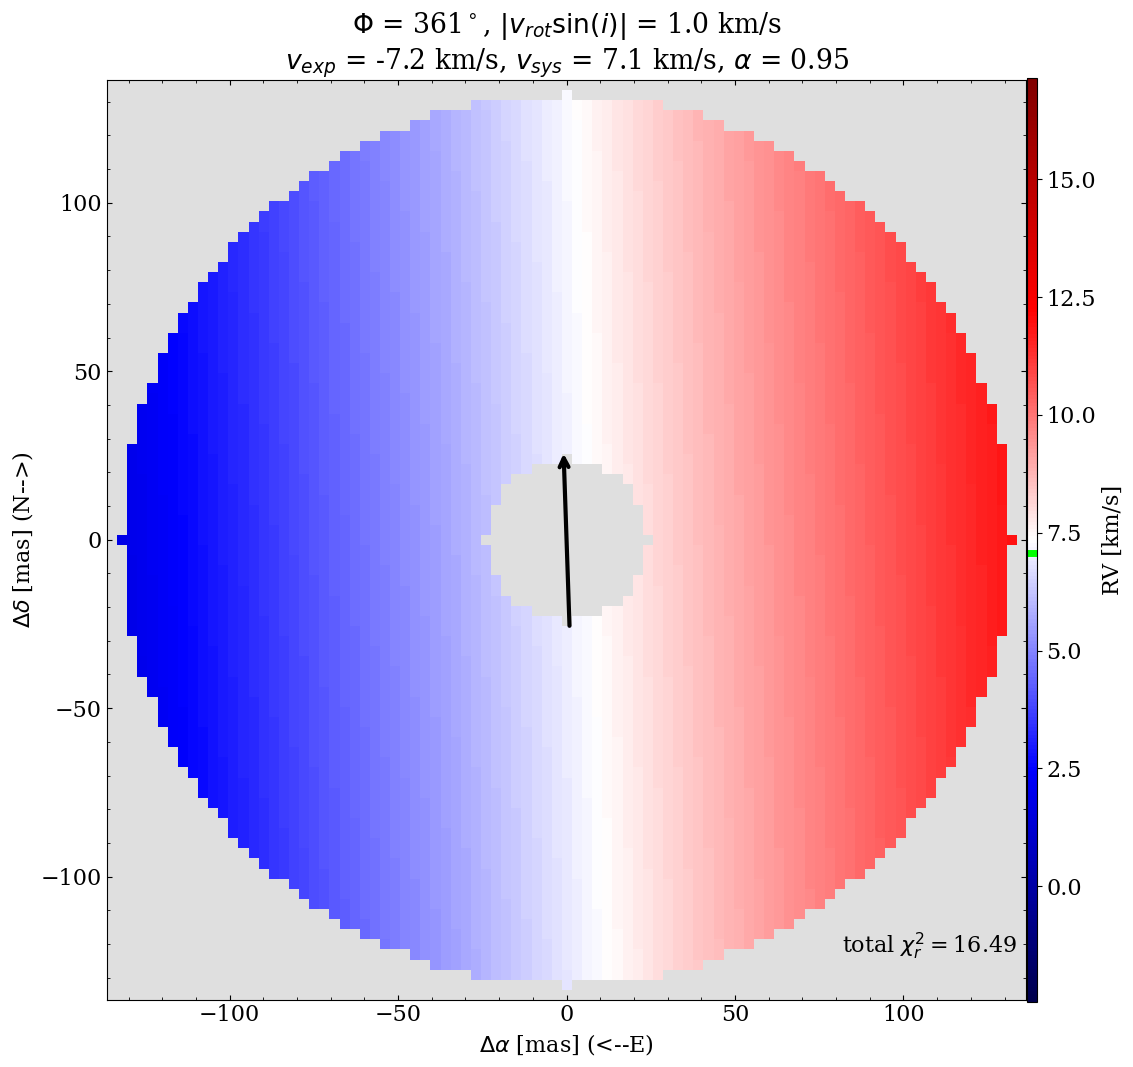 Φ = 361°, |v_rot sin(i)| = 1.0 km/s
v_exp = -7.2 km/s, v_sys = 7.1 km/s, α = 0.95
100
50
0
−50
−100
Δδ [mas] (N-->)
−100
−50
0
50
100
Δα [mas] (<--E)
total χ_r^2 = 16.49
15.0
12.5
10.0
7.5
5.0
2.5
0.0
RV [km/s]